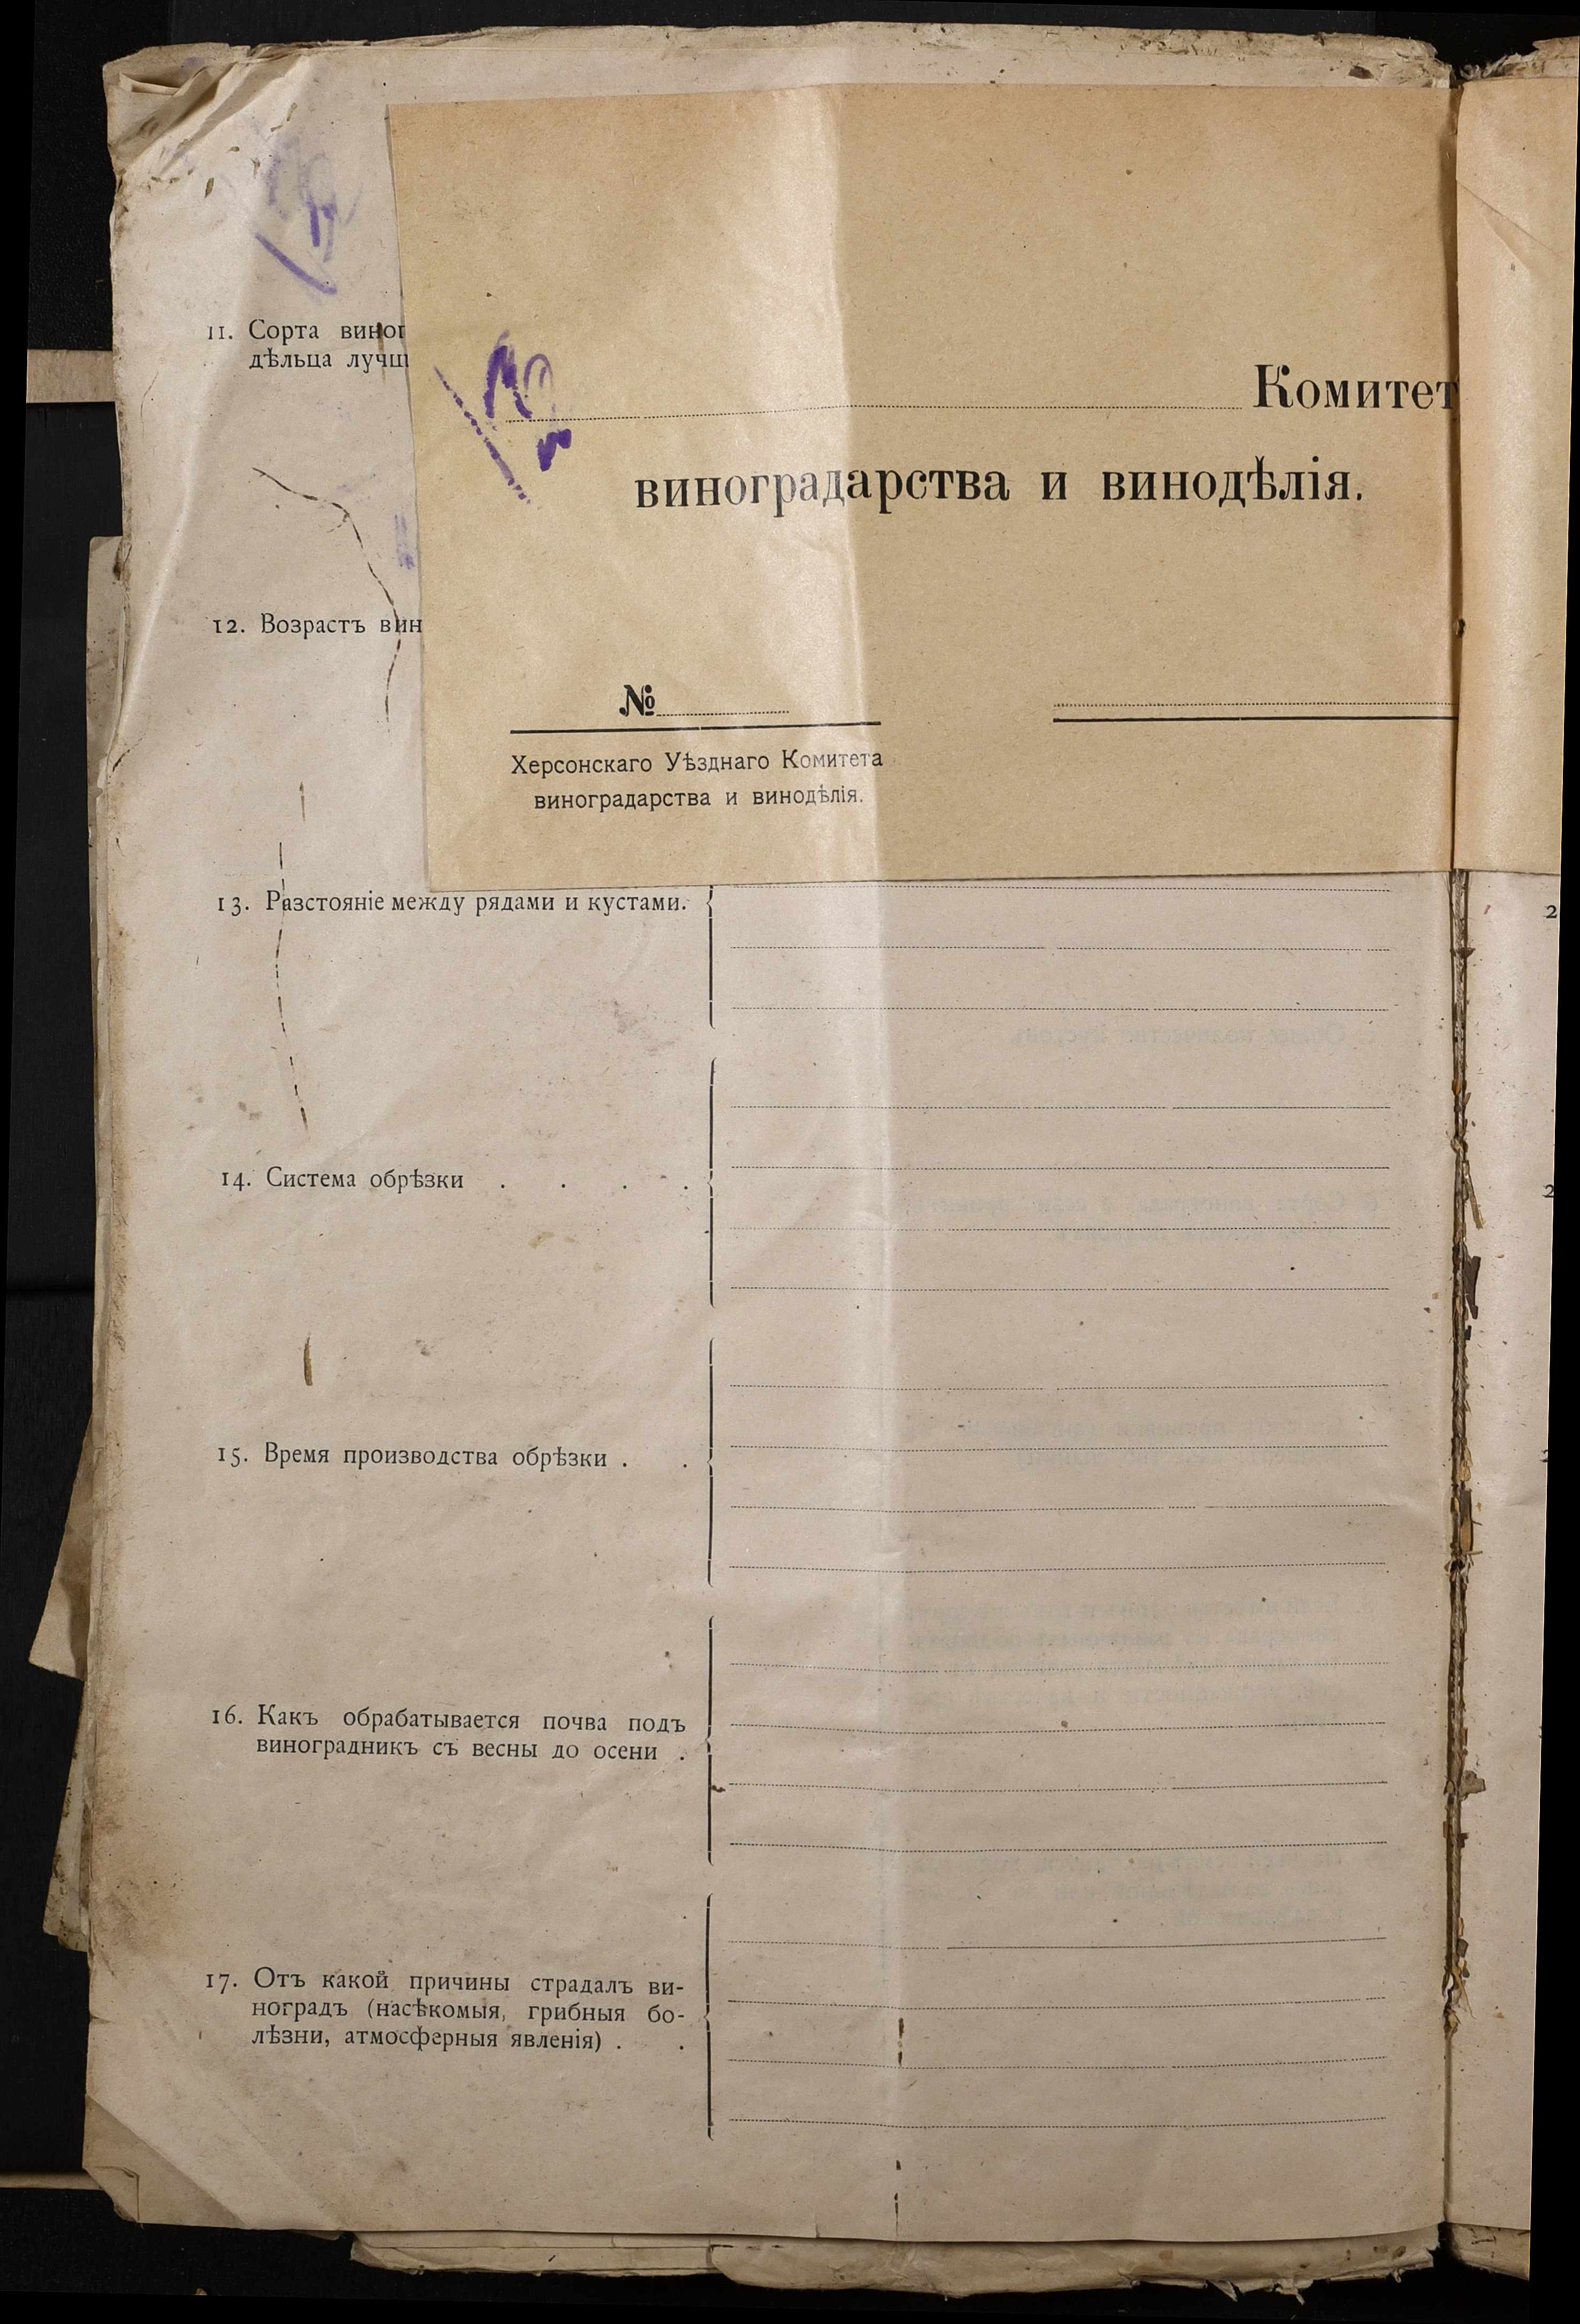 Комитет
виноградарства и винодѣлія.
№
Херсонскаго Уѣзднаго Комитета
виноградарства и винодѣлія.
11. Сорта виног
дѣльца лучш
12. Возрастъ вин
13. Разстояніе между рядами и кустами.
14. Система обрѣзки . . . .
15. Время производства обрѣзки . .
16. Какъ обрабатывается почва подъ
виноградникъ съ весны до осени .
17. Отъ какой причины страдалъ ви-
ноградъ (насѣкомыя, грибныя бо-
лѣзни, атмосферныя явленія) . .
2
2